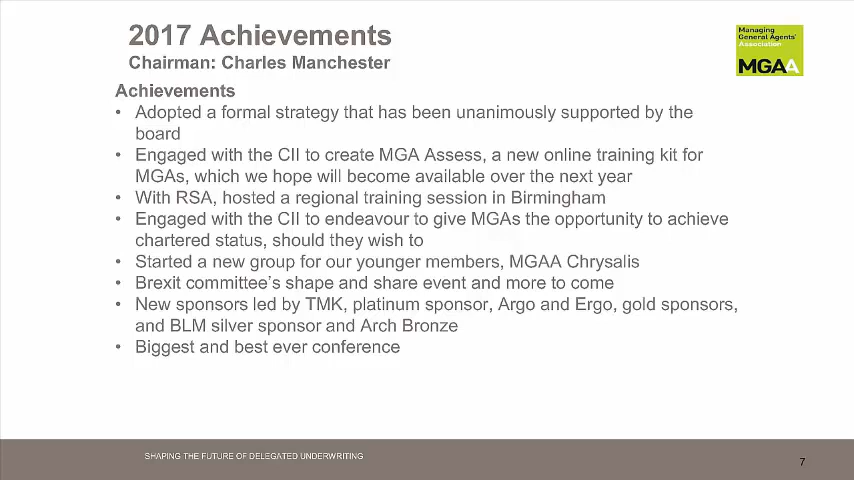 2017 Achievements
Chairman: Charles Manchester
Managing
General Agents'
Association
MGAA
Achievements
• Adopted a formal strategy that has been unanimously supported by the
board
• Engaged with the CII to create MGA Assess, a new online training kit for
MGAs, which we hope will become available over the next year
• With RSA, hosted a regional training session in Birmingham
• Engaged with the CII to endeavour to give MGAs the opportunity to achieve
chartered status, should they wish to
• Started a new group for our younger members, MGAA Chrysalis
• Brexit committee's shape and share event and more to come
• New sponsors led by TMK, platinum sponsor, Argo and Ergo, gold sponsors,
and BLM silver sponsor and Arch Bronze
• Biggest and best ever conference
SHAPING THE FUTURE OF DELEGATED UNDERWRITING
7